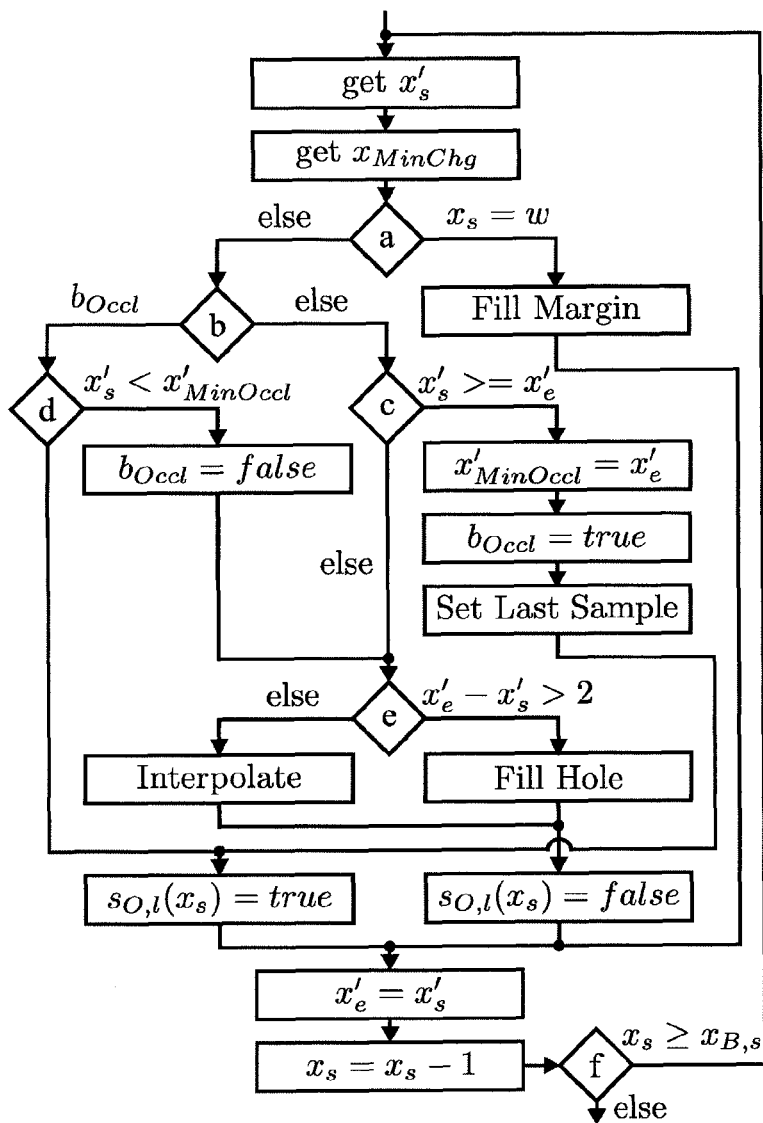 get x′_s
get x_MinChg
else a x_s = w
b_Occl b else Fill Margin
d x′_s < x′_MinOccl c x′_s >= x′_e
b_Occl = false x′_MinOccl = x′_e
b_Occl = true
else
Set Last Sample
else e x′_e − x′_s > 2
Interpolate Fill Hole
s_O,l(x_s) = true s_O,l(x_s) = false
x′_e = x′_s
x_s = x_s − 1 f x_s ≥ x_B,s
else